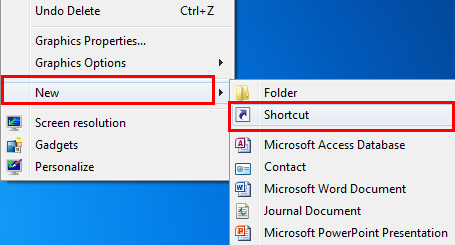 Undo Delete Ctrl+Z
Graphics Properties...
Graphics Options
New
Screen resolution
Gadgets
Personalize
Folder
Shortcut
Microsoft Access Database
Contact
Microsoft Word Document
Journal Document
Microsoft PowerPoint Presentation